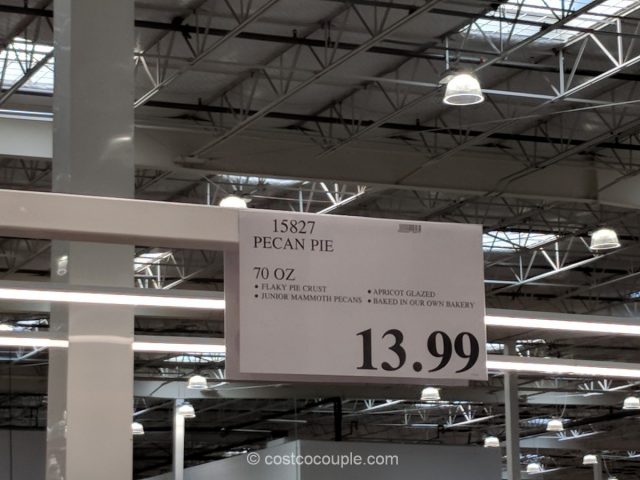 15827
PECAN PIE
70 OZ
• FLAKY PIE CRUST
• JUNIOR MAMMOTH PECANS
• APRICOT GLAZED
• BAKED IN OUR OWN BAKERY
13.99
© costcocouple.com